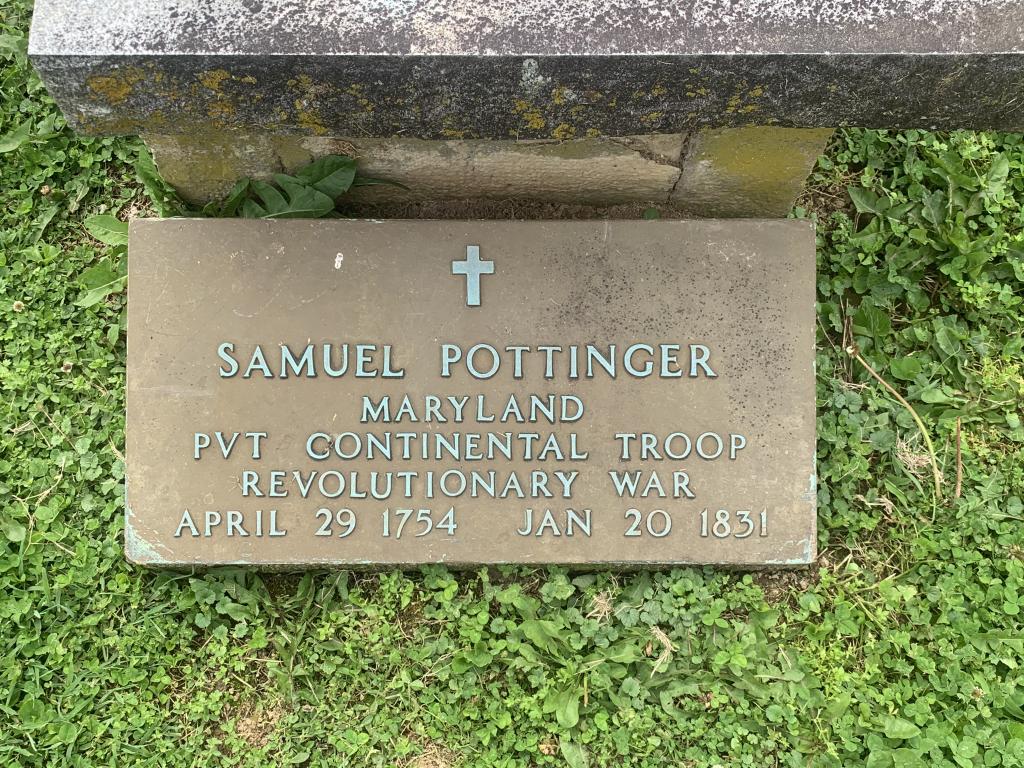 SAMUEL POTTINGER
MARYLAND
PVT CONTINENTAL TROOP
REVOLUTIONARY WAR
APRIL 29 1754 JAN 20 1831